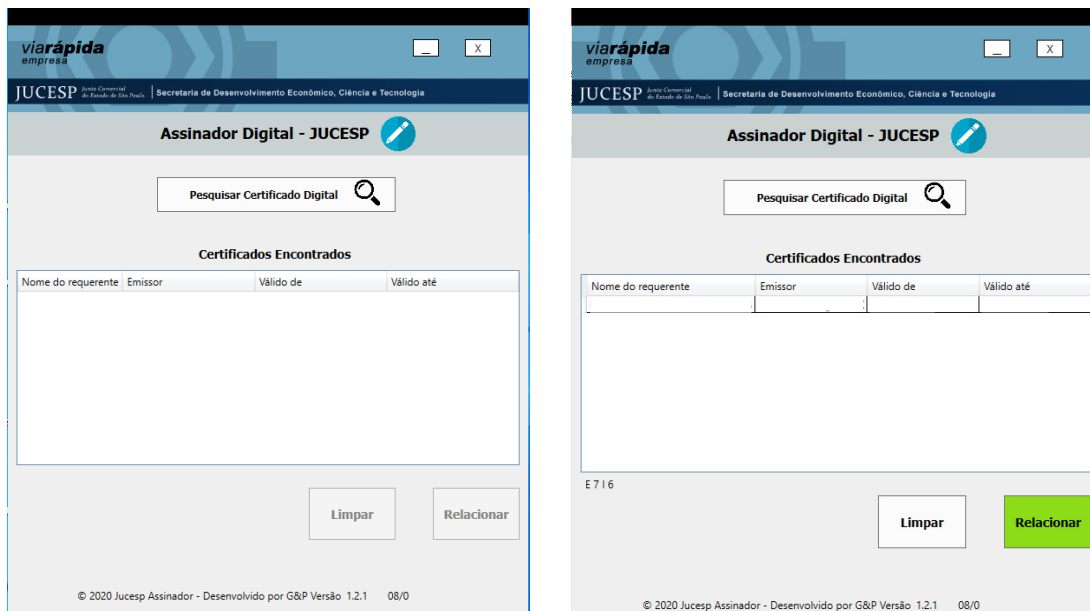 viarápida
empresa
_ X
JUCESP Junta Comercial do Estado de São Paulo Secretaria de Desenvolvimento Econômico, Ciência e Tecnologia
Assinador Digital - JUCESP
Pesquisar Certificado Digital
Certificados Encontrados
Nome do requerente Emissor Válido de Válido até
Limpar Relacionar
© 2020 Jucesp Assinador - Desenvolvido por G&P Versão 1.2.1 08/0
viarápida
empresa
_ X
JUCESP Junta Comercial do Estado de São Paulo Secretaria de Desenvolvimento Econômico, Ciência e Tecnologia
Assinador Digital - JUCESP
Pesquisar Certificado Digital
Certificados Encontrados
Nome do requerente Emissor Válido de Válido até
E 7 I 6
Limpar Relacionar
© 2020 Jucesp Assinador - Desenvolvido por G&P Versão 1.2.1 08/0